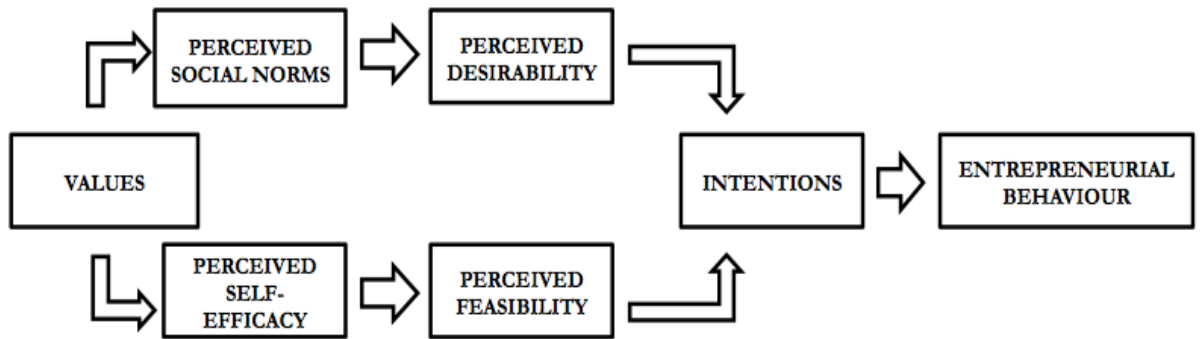 PERCEIVED
SOCIAL NORMS
PERCEIVED
DESIRABILITY
VALUES
INTENTIONS
ENTREPRENEURIAL
BEHAVIOUR
PERCEIVED
SELF-
EFFICACY
PERCEIVED
FEASIBILITY